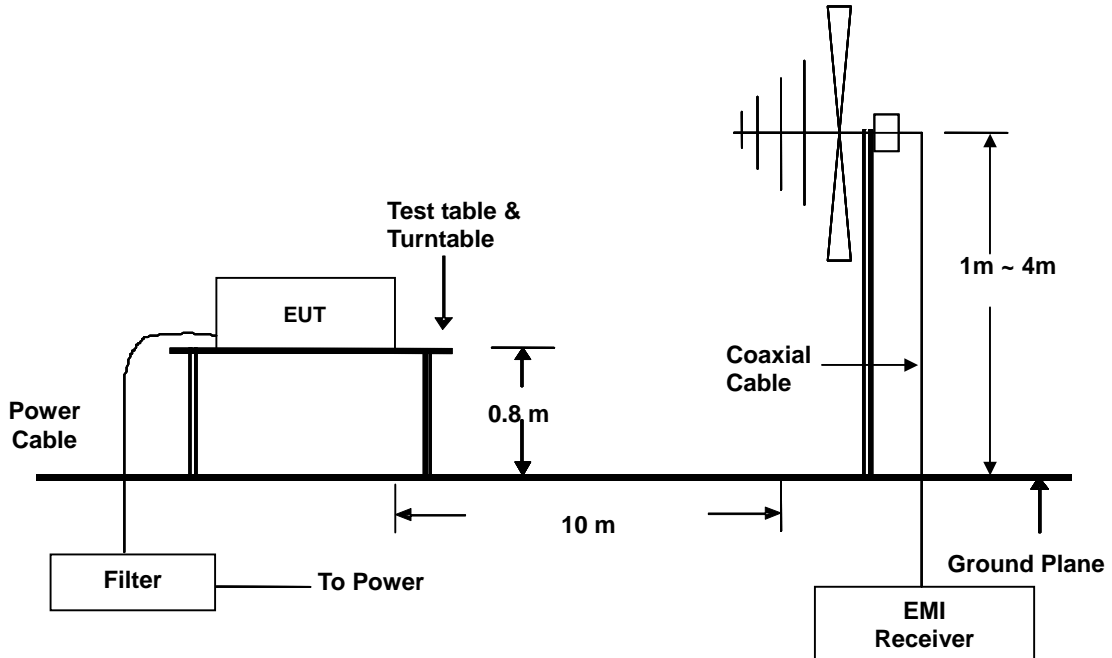 Test table &
Turntable
EUT
1m ~ 4m
Coaxial
Cable
0.8 m
Power
Cable
10 m
Ground Plane
Filter
To Power
EMI
Receiver